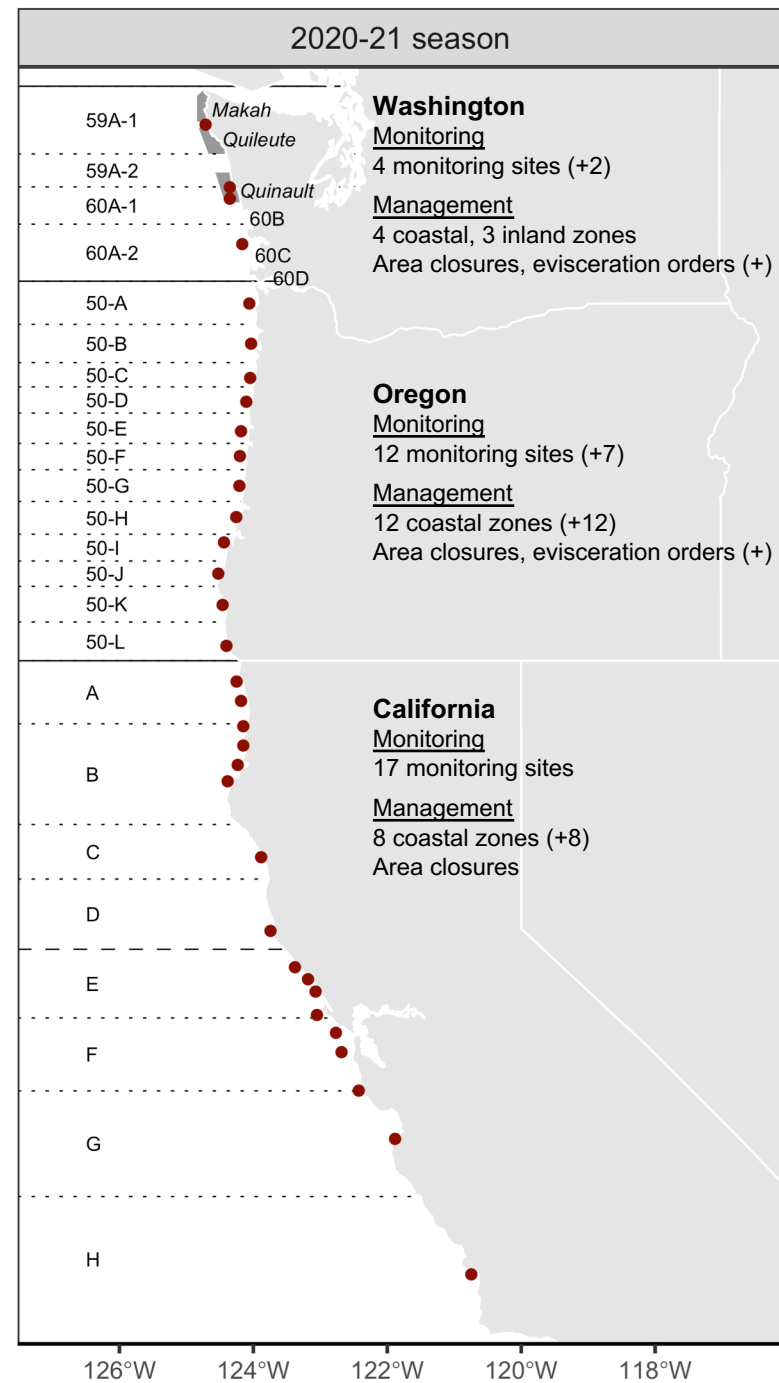 2020-21 season
59A-1
Makah
Quileute
59A-2
Quinault
60A-1
60B
60A-2
60C
60D
Washington
Monitoring
4 monitoring sites (+2)
Management
4 coastal, 3 inland zones
Area closures, evisceration orders (+)
50-A
50-B
50-C
50-D
50-E
50-F
50-G
50-H
50-I
50-J
50-K
50-L
Oregon
Monitoring
12 monitoring sites (+7)
Management
12 coastal zones (+12)
Area closures, evisceration orders (+)
A
B
C
D
E
F
G
H
California
Monitoring
17 monitoring sites
Management
8 coastal zones (+8)
Area closures
126°W 124°W 122°W 120°W 118°W